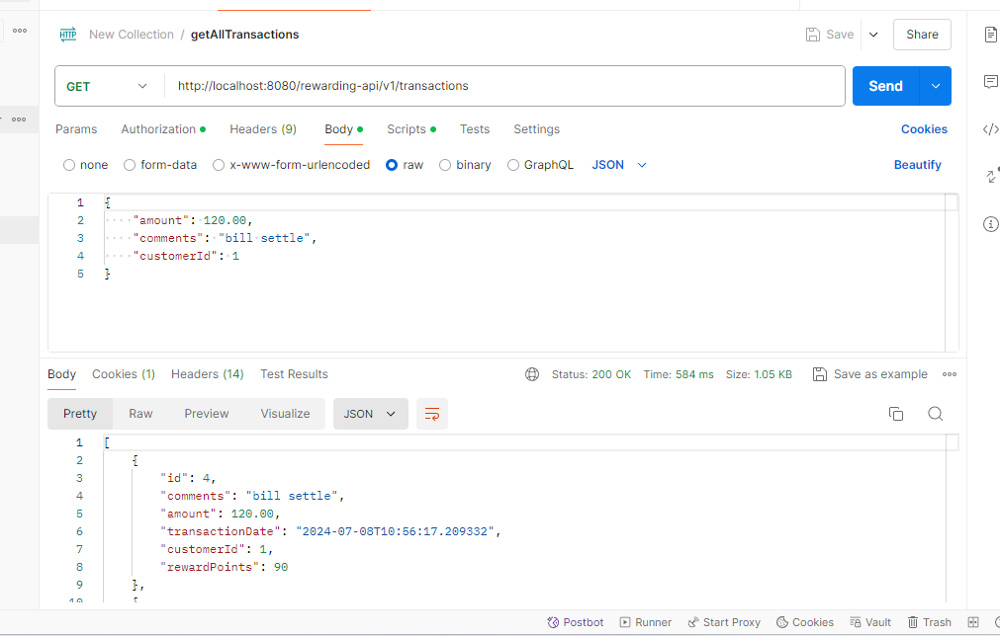 HTTP New Collection / getAllTransactions Save Share
GET http://localhost:8080/rewarding-api/v1/transactions Send
Params Authorization Headers (9) Body Scripts Tests Settings Cookies
none form-data x-www-form-urlencoded raw binary GraphQL JSON Beautify
1 {
2 "amount": 120.00,
3 "comments": "bill settle",
4 "customerId": 1
5 }
Body Cookies (1) Headers (14) Test Results Status: 200 OK Time: 584 ms Size: 1.05 KB Save as example
Pretty Raw Preview Visualize JSON
1 [
2 {
3 "id": 4,
4 "comments": "bill settle",
5 "amount": 120.00,
6 "transactionDate": "2024-07-08T10:56:17.209332",
7 "customerId": 1,
8 "rewardPoints": 90
9 },
10 {
Postbot Runner Start Proxy Cookies Vault Trash